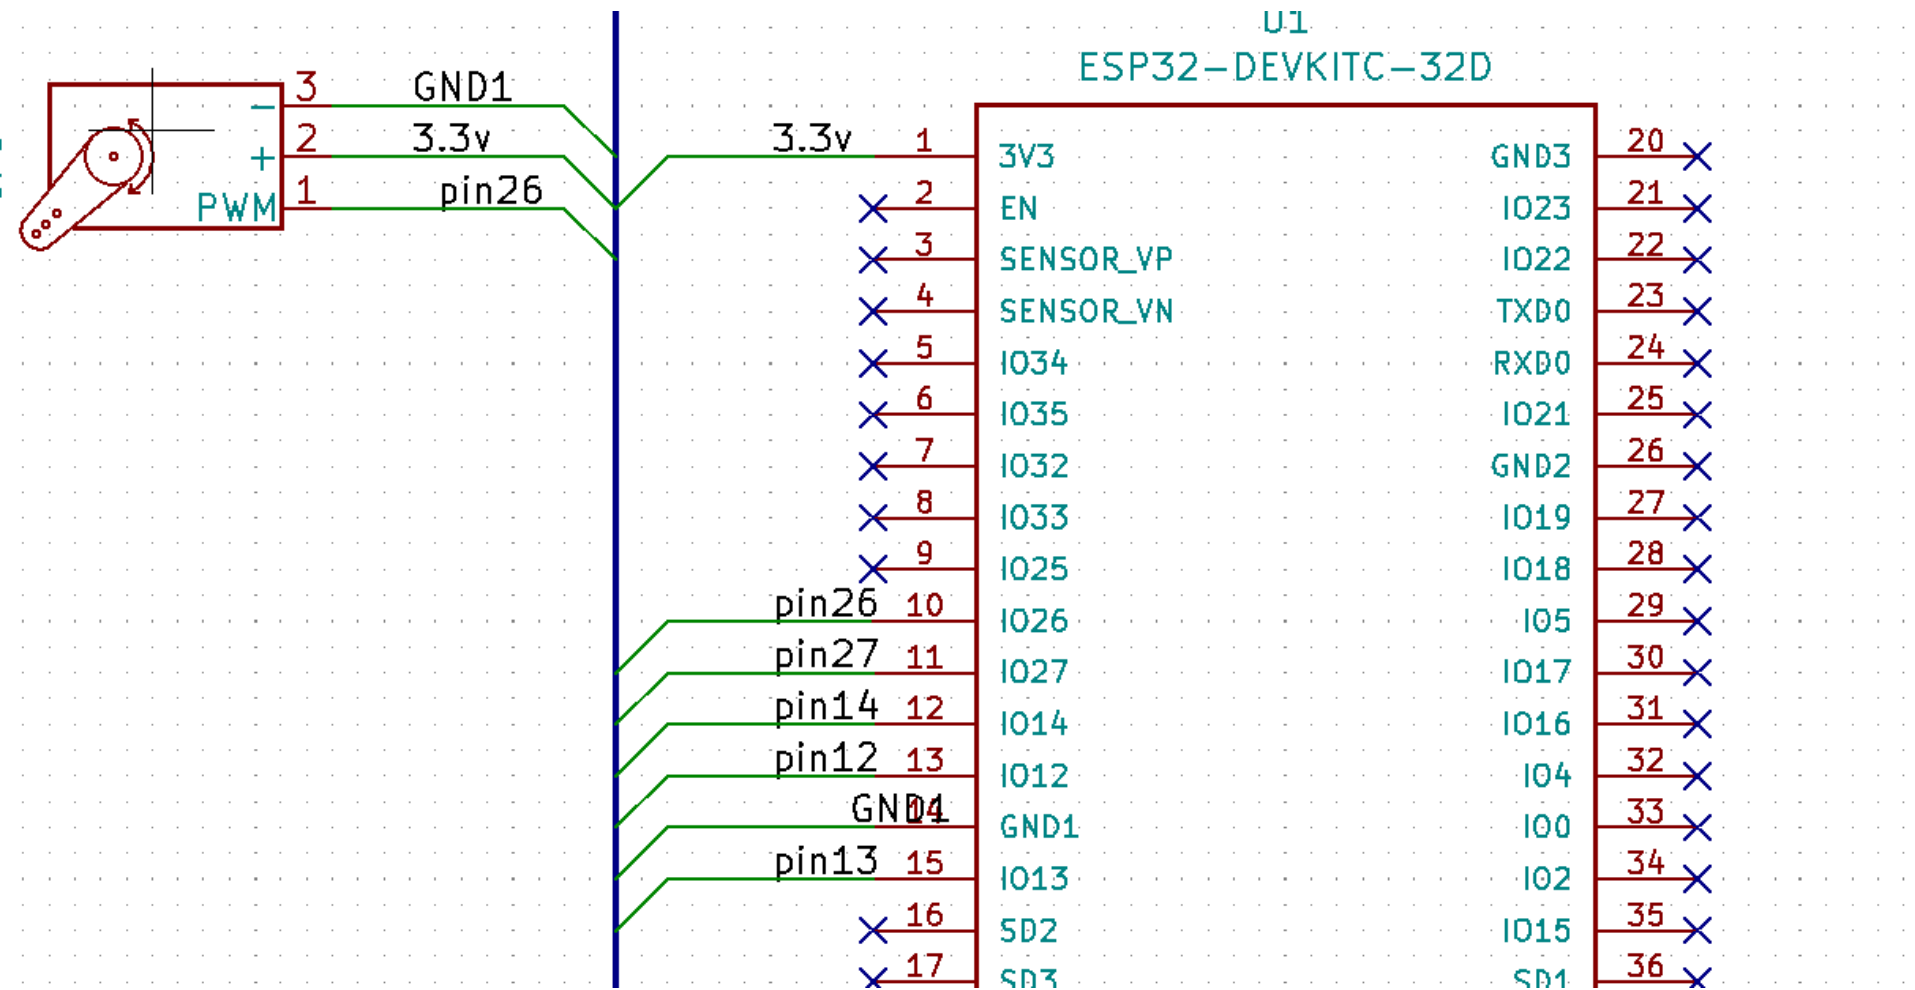 U1
ESP32-DEVKITC-32D
3 GND1
-
2 3.3v
+
1 pin26
PWM
3.3v 1 3V3 GND3 20
2 EN IO23 21
3 SENSOR_VP IO22 22
4 SENSOR_VN TXD0 23
5 IO34 RXD0 24
6 IO35 IO21 25
7 IO32 GND2 26
8 IO33 IO19 27
9 IO25 IO18 28
pin26 10 IO26 IO5 29
pin27 11 IO27 IO17 30
pin14 12 IO14 IO16 31
pin12 13 IO12 IO4 32
GND1 14 GND1 IO0 33
pin13 15 IO13 IO2 34
16 SD2 IO15 35
17 SD3 SD1 36